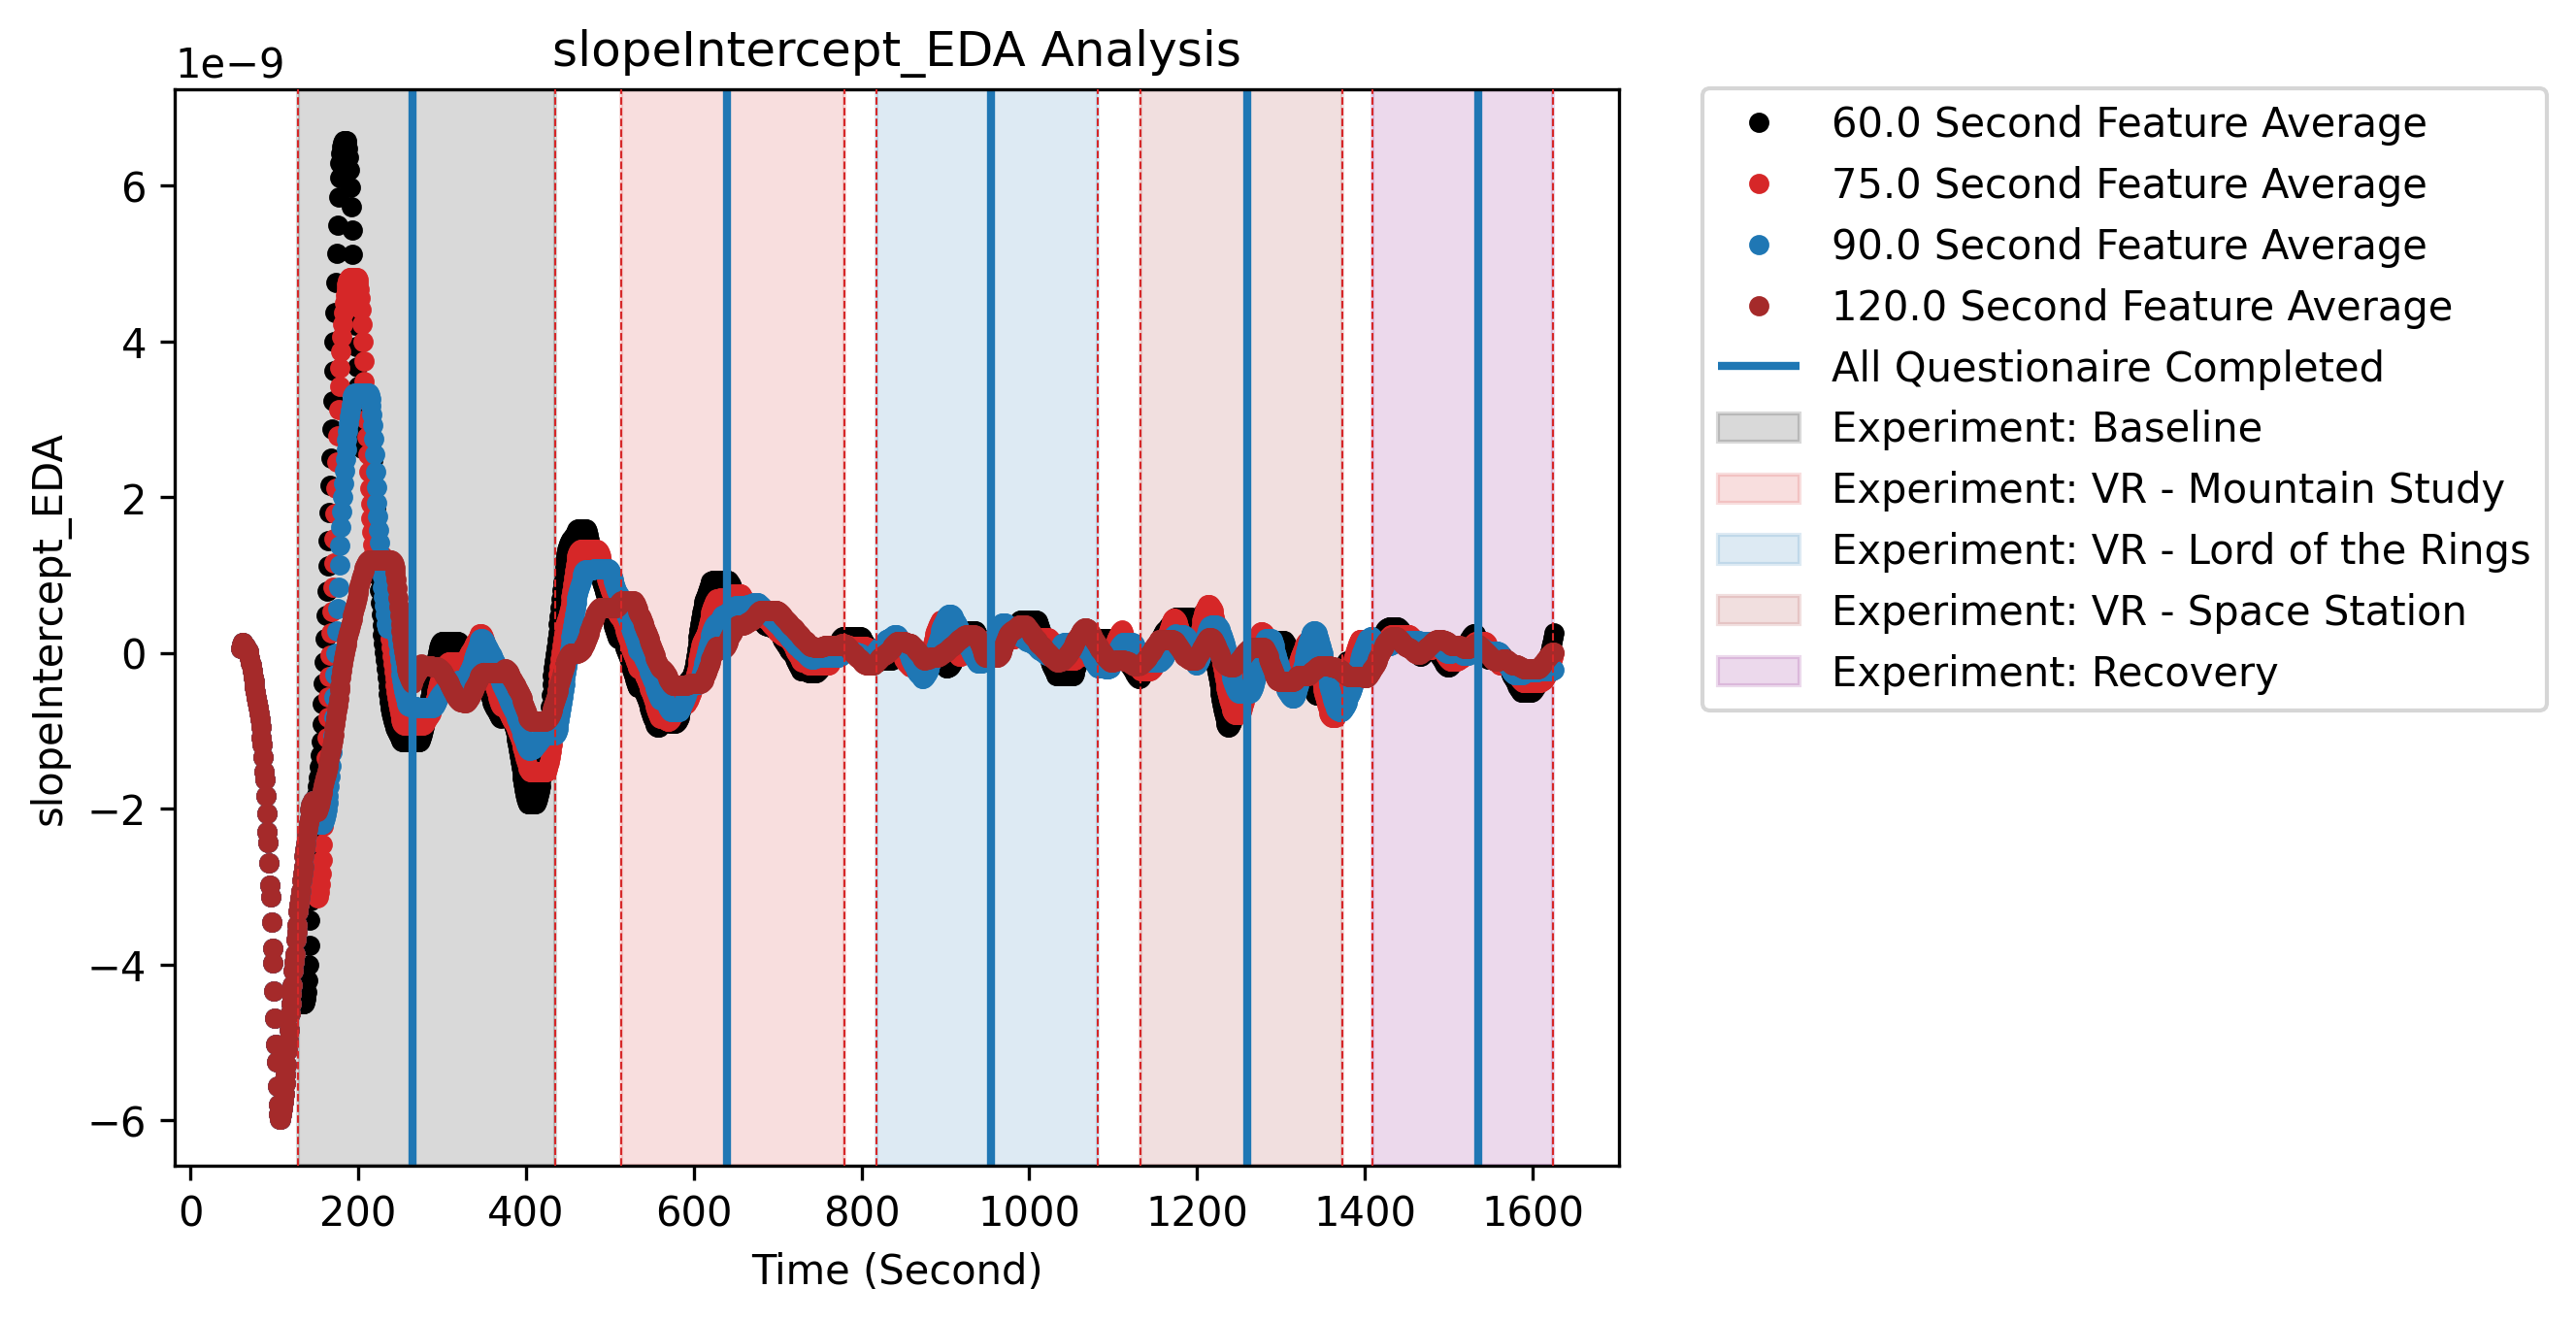 slopeIntercept_EDA Analysis
1e−9
6
4
2
0
−2
−4
−6
slopeIntercept_EDA
0 200 400 600 800 1000 1200 1400 1600
Time (Second)
60.0 Second Feature Average
75.0 Second Feature Average
90.0 Second Feature Average
120.0 Second Feature Average
All Questionaire Completed
Experiment: Baseline
Experiment: VR - Mountain Study
Experiment: VR - Lord of the Rings
Experiment: VR - Space Station
Experiment: Recovery